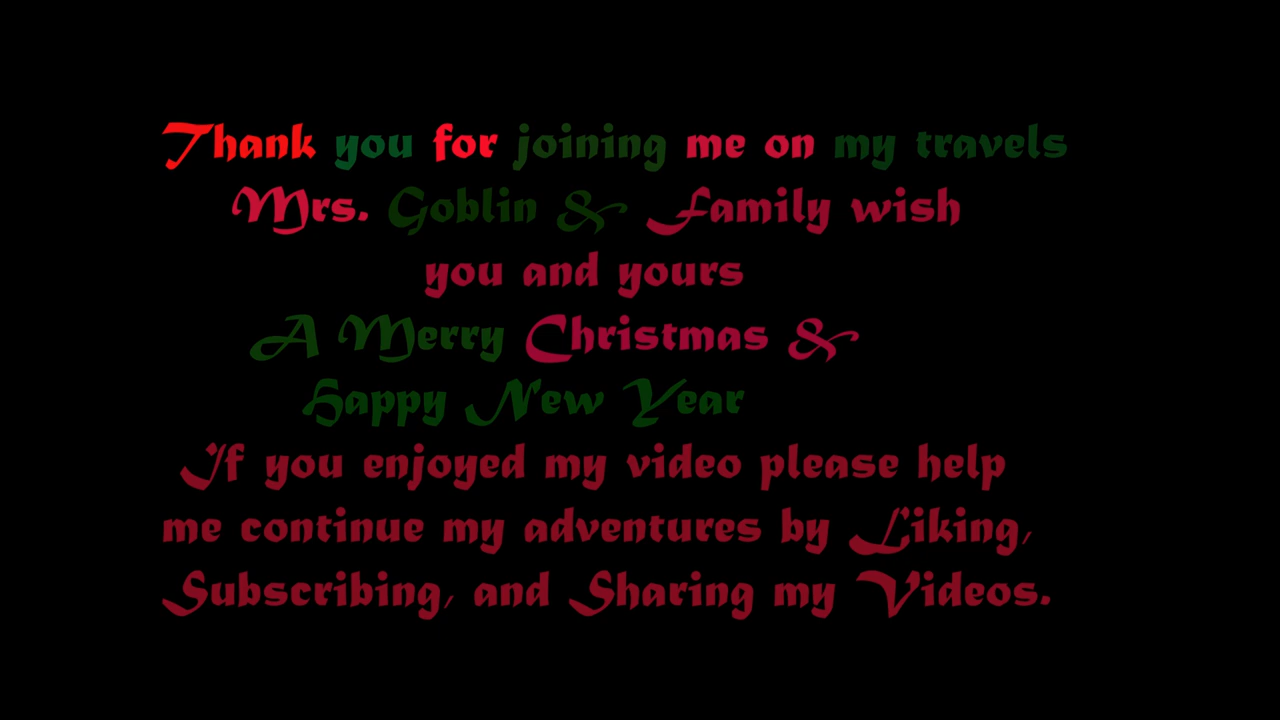 Thank you for joining me on my travels
Mrs. Goblin & Family wish
you and yours
A Merry Christmas &
Happy New Year
If you enjoyed my video please help
me continue my adventures by Liking,
Subscribing, and Sharing my Videos.